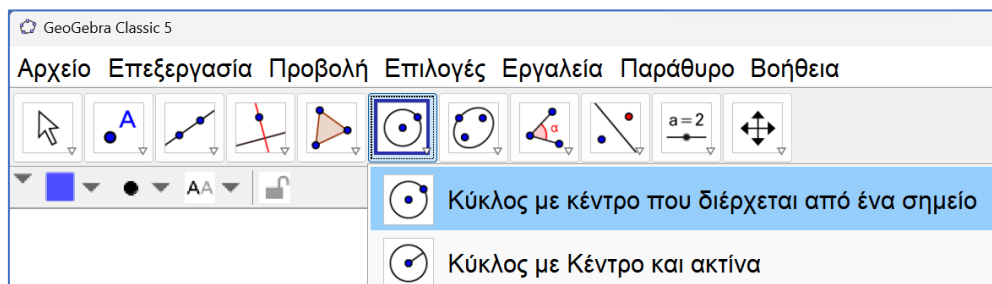 GeoGebra Classic 5
Αρχείο Επεξεργασία Προβολή Επιλογές Εργαλεία Παράθυρο Βοήθεια
A α a = 2
AA
Κύκλος με κέντρο που διέρχεται από ένα σημείο
Κύκλος με Κέντρο και ακτίνα